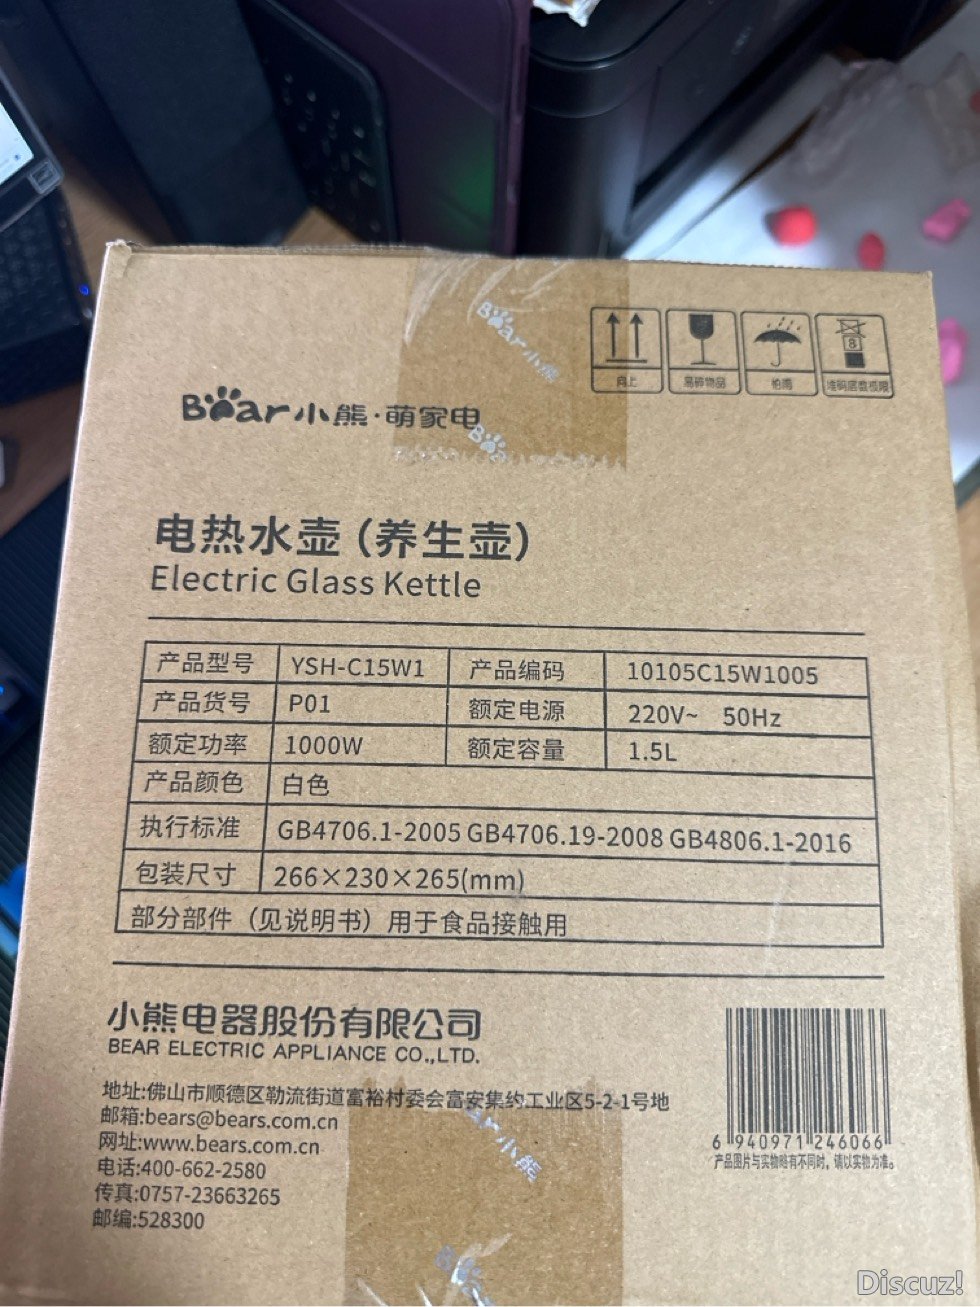 Bear小熊
向上
易碎物品
怕雨
8
堆码层数极限
Bear小熊·萌家电
电热水壶(养生壶)
Electric Glass Kettle
产品型号 YSH-C15W1 产品编码 10105C15W1005
产品货号 P01 额定电源 220V~ 50Hz
额定功率 1000W 额定容量 1.5L
产品颜色 白色
执行标准 GB4706.1-2005 GB4706.19-2008 GB4806.1-2016
包装尺寸 266×230×265(mm)
部分部件（见说明书）用于食品接触用
小熊电器股份有限公司
BEAR ELECTRIC APPLIANCE CO.,LTD.
地址:佛山市顺德区勒流街道富裕村委会富安集约工业区5-2-1号地
邮箱:bears@bears.com.cn
网址:www.bears.com.cn
电话:400-662-2580
传真:0757-23663265
邮编:528300
6 940971 246066
产品图片与实物略有不同时，请以实物为准。
Discuz!